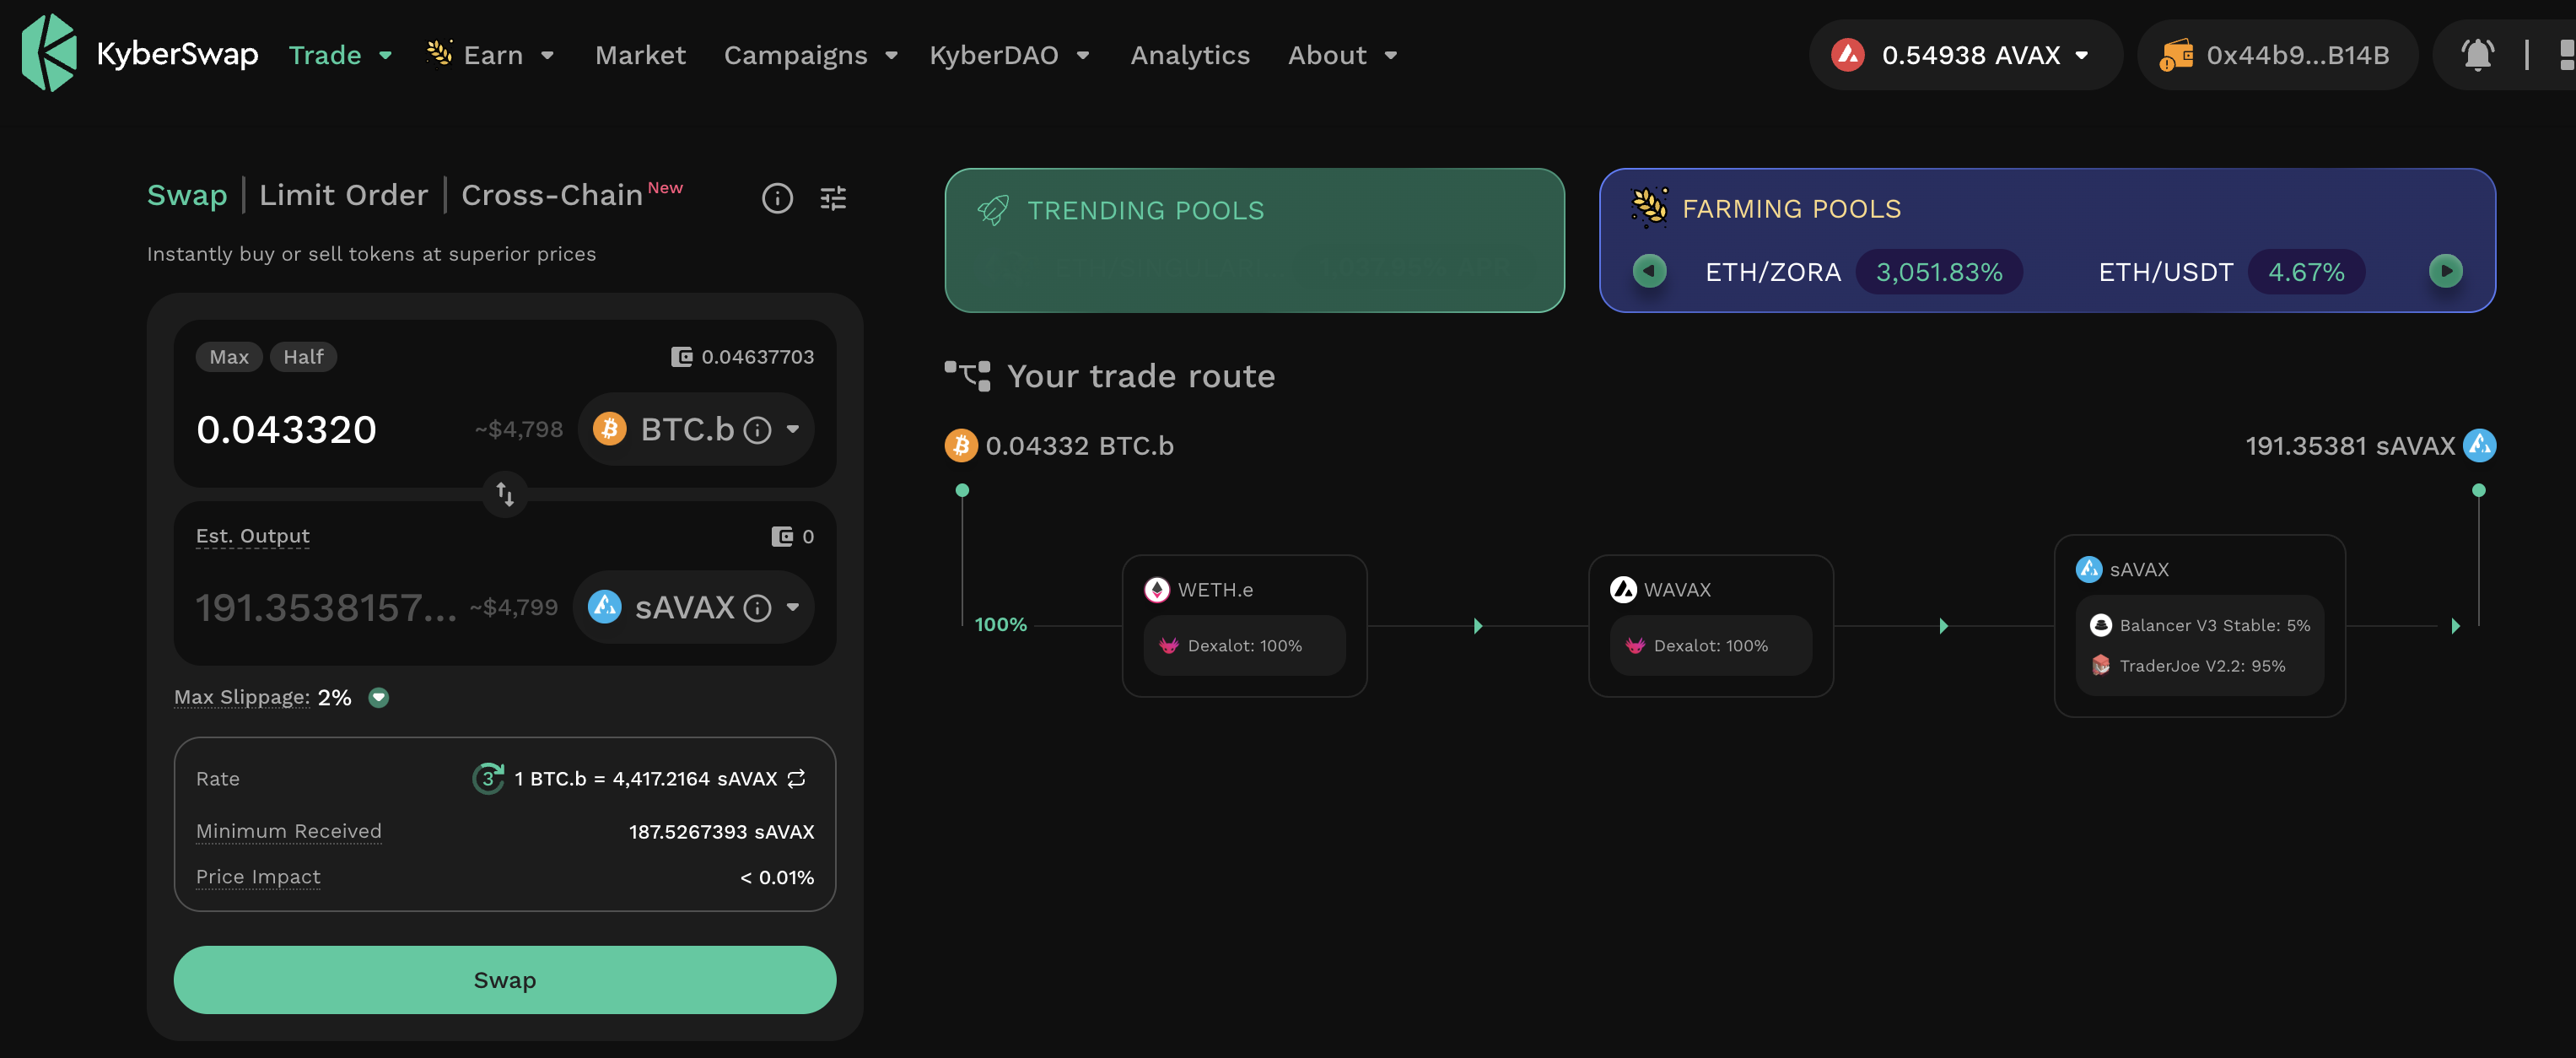 KyberSwap Trade Earn Market Campaigns KyberDAO Analytics About 0.54938 AVAX 0x44b9...B14B
Swap | Limit Order | Cross-Chain New
Instantly buy or sell tokens at superior prices
Max Half 0.04637703
0.043320 ~$4,798 BTC.b
Est. Output 0
191.3538157... ~$4,799 sAVAX
Max Slippage: 2%
Rate 3 1 BTC.b = 4,417.2164 sAVAX
Minimum Received 187.5267393 sAVAX
Price Impact < 0.01%
Swap
TRENDING POOLS
FARMING POOLS
ETH/ZORA 3,051.83% ETH/USDT 4.67%
Your trade route
0.04332 BTC.b 191.35381 sAVAX
100%
WETH.e
Dexalot: 100%
WAVAX
Dexalot: 100%
sAVAX
Balancer V3 Stable: 5%
TraderJoe V2.2: 95%